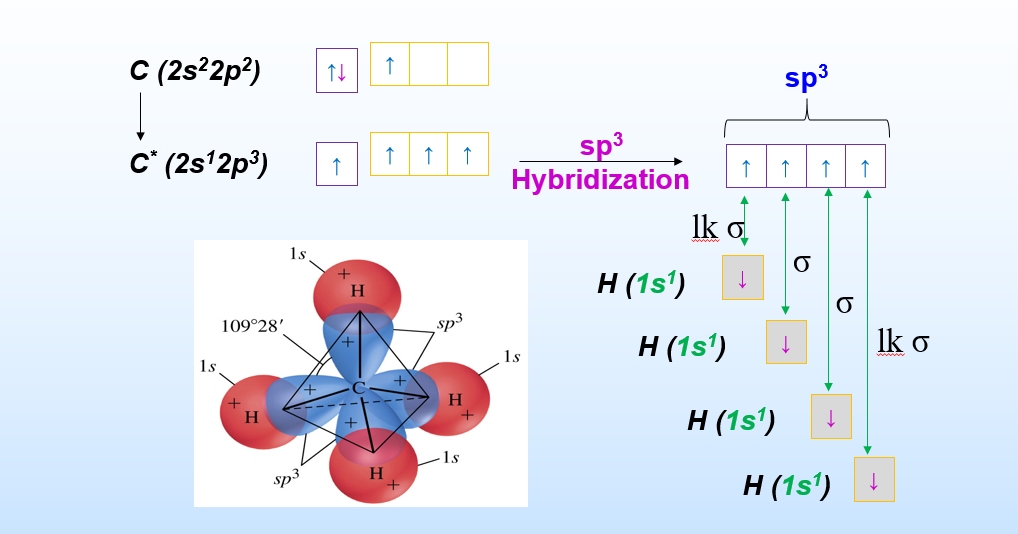 C (2s²2p²)
↑↓ ↑
C* (2s¹2p³)
↑ ↑ ↑ ↑
sp³
Hybridization
sp³
↑ ↑ ↑ ↑
lk σ
σ
σ
lk σ
H (1s¹) ↓
H (1s¹) ↓
H (1s¹) ↓
H (1s¹) ↓
1s
+
H
109°28′
sp³
+
1s
1s
+
H
+
C
+
H
+
+
sp³
H
+
1s